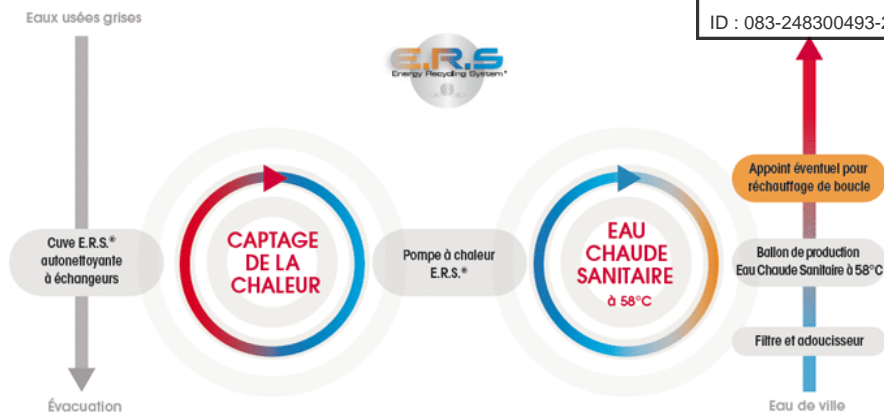 ID : 083-248300493-2
Eaux usées grises
E.R.S
Energy Recycling System®
Appoint éventuel pour
réchauffage de boucle
Cuve E.R.S.®
autonettoyante
à échangeurs
CAPTAGE
DE LA
CHALEUR
Pompe à chaleur
E.R.S.®
EAU
CHAUDE
SANITAIRE
à 58°C
Ballon de production
Eau Chaude Sanitaire à 58°C
Filtre et adoucisseur
Évacuation
Eau de ville